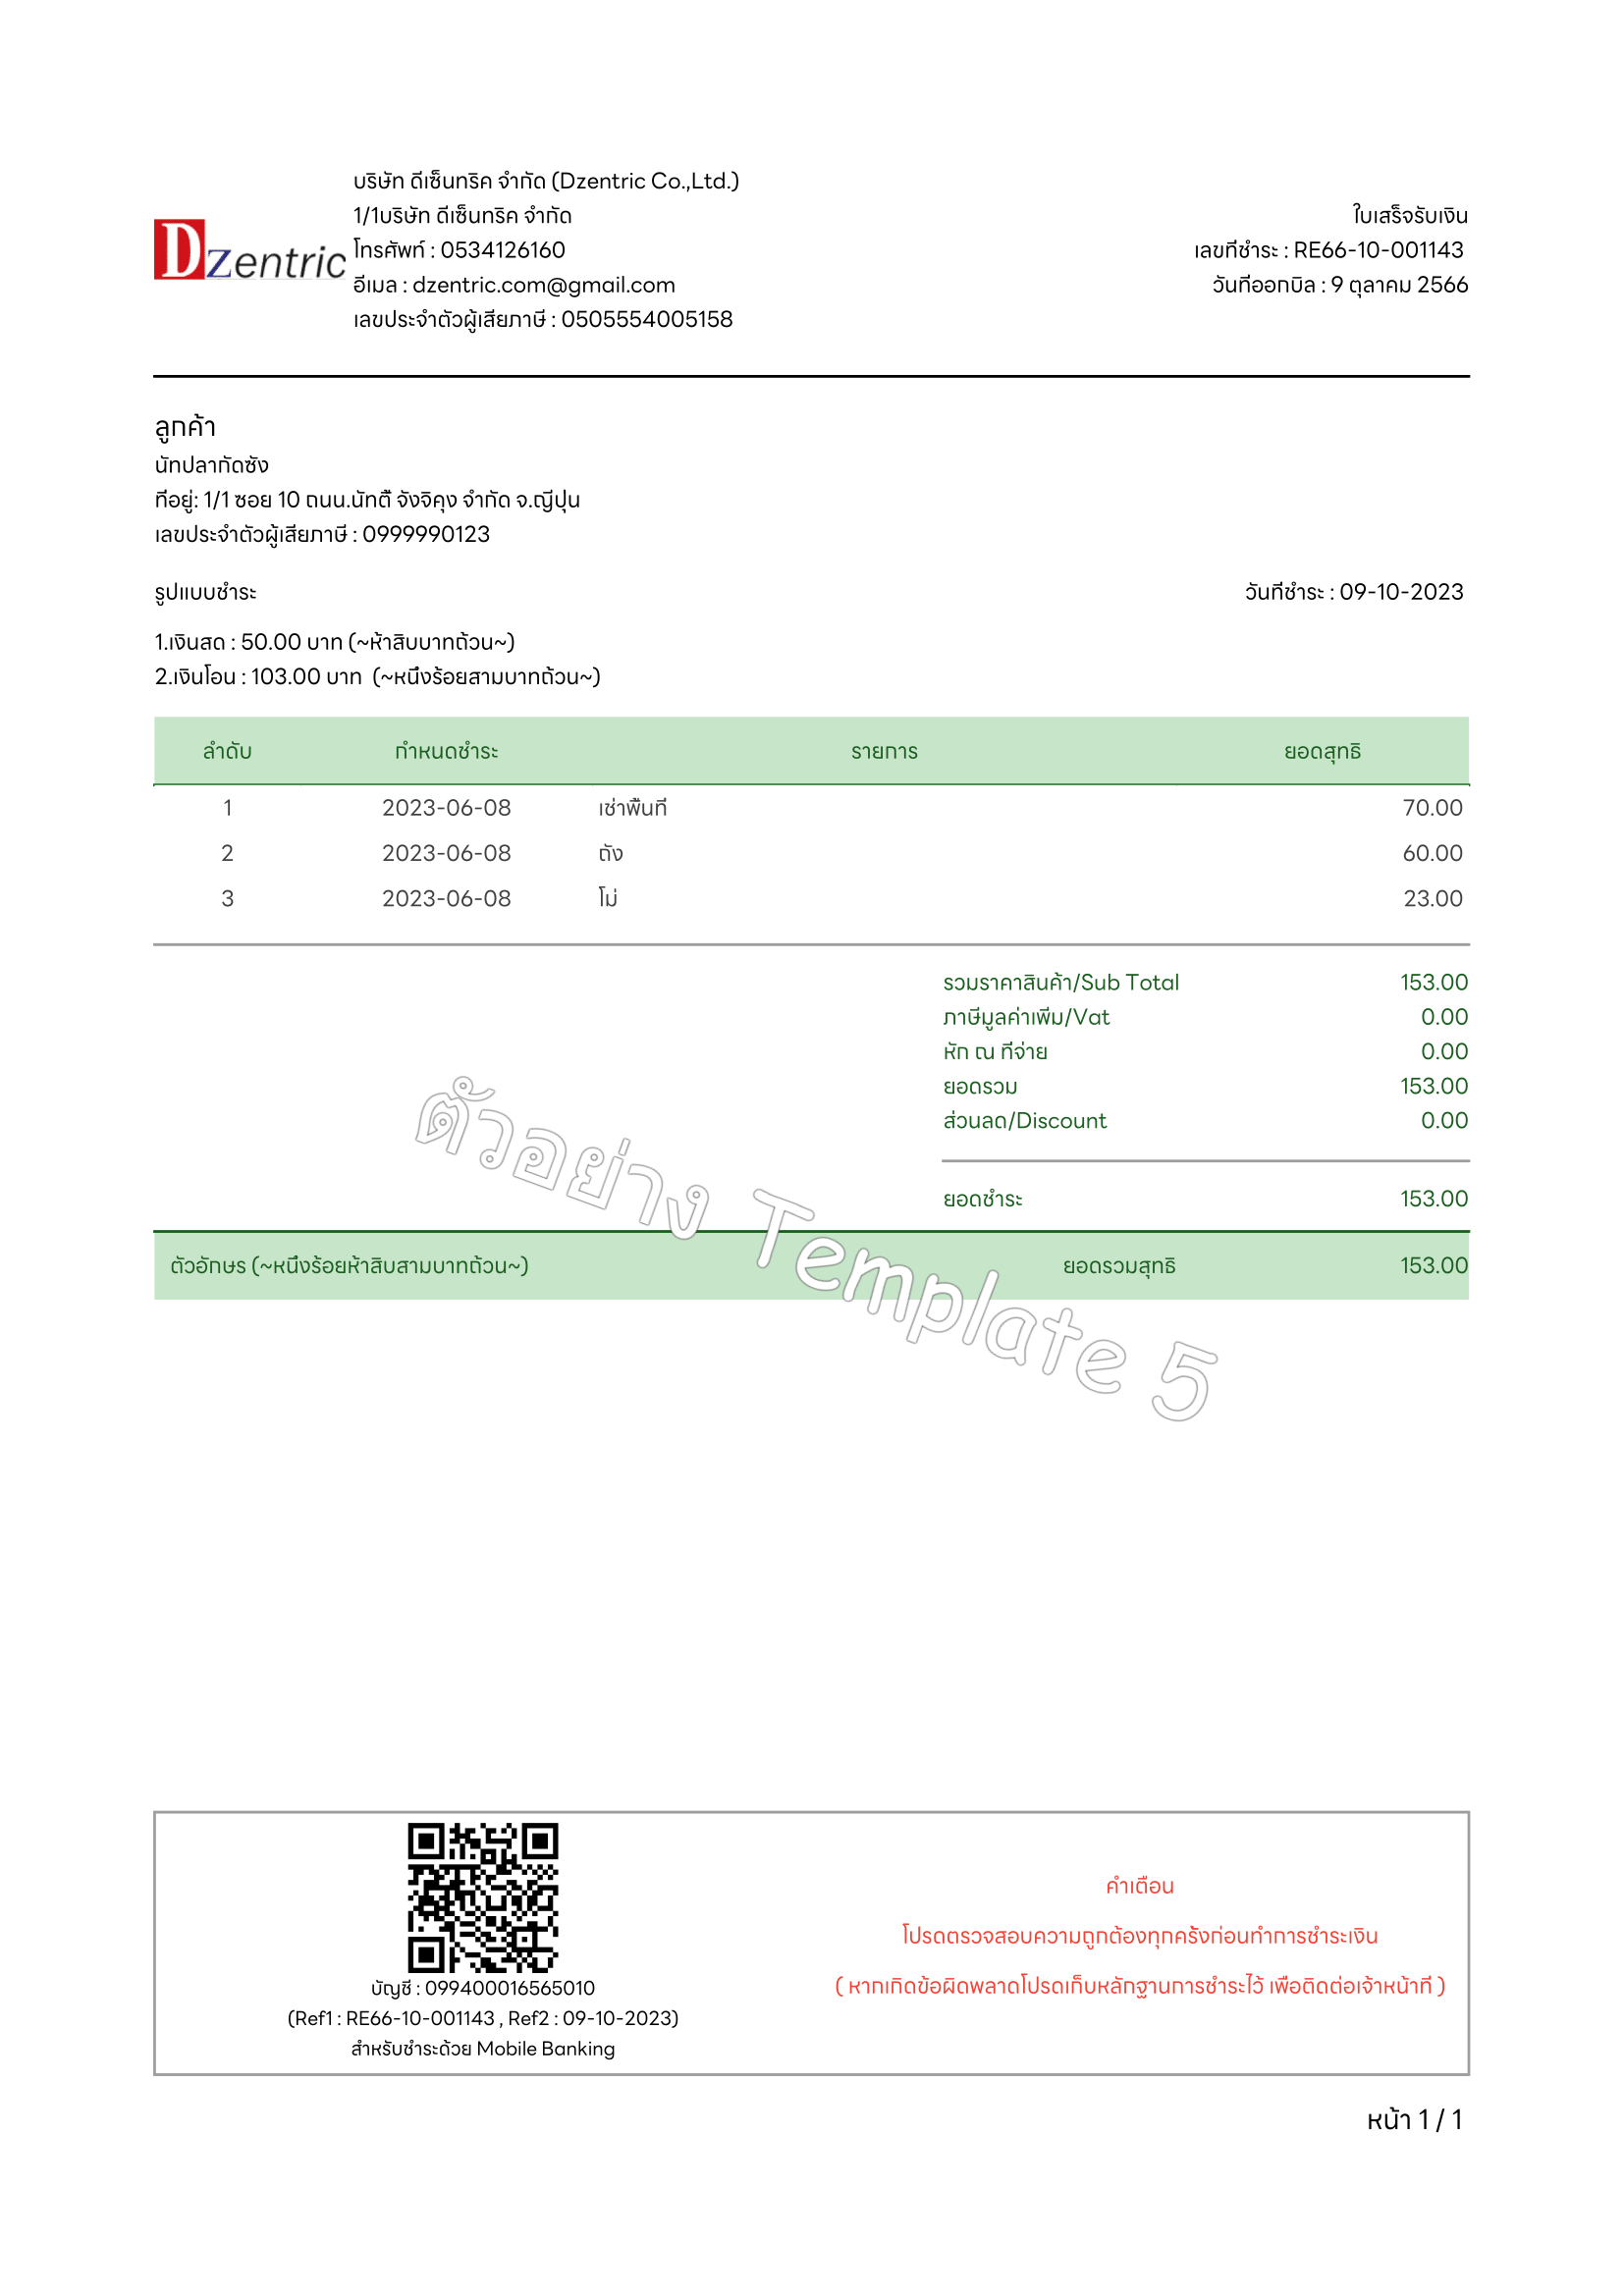 Dzentric
บริษัท ดีเซ็นทริค จำกัด (Dzentric Co.,Ltd.)
1/1บริษัท ดีเซ็นทริค จำกัด
โทรศัพท์ : 0534126160
อีเมล : dzentric.com@gmail.com
เลขประจำตัวผู้เสียภาษี : 0505554005158
ใบเสร็จรับเงิน
เลขที่ชำระ : RE66-10-001143
วันที่ออกบิล : 9 ตุลาคม 2566
ลูกค้า
นัทปลากัดซัง
ที่อยู่: 1/1 ซอย 10 ถนน.นัทตี้ จังจิคุง จำกัด จ.ญี่ปุ่น
เลขประจำตัวผู้เสียภาษี : 0999990123
รูปแบบชำระ วันที่ชำระ : 09-10-2023
1.เงินสด : 50.00 บาท (~ห้าสิบบาทถ้วน~)
2.เงินโอน : 103.00 บาท (~หนึ่งร้อยสามบาทถ้วน~)
ลำดับ กำหนดชำระ รายการ ยอดสุทธิ
1 2023-06-08 เช่าพื้นที่ 70.00
2 2023-06-08 ถัง 60.00
3 2023-06-08 โม่ 23.00
รวมราคาสินค้า/Sub Total 153.00
ภาษีมูลค่าเพิ่ม/Vat 0.00
หัก ณ ที่จ่าย 0.00
ยอดรวม 153.00
ส่วนลด/Discount 0.00
ยอดชำระ 153.00
ตัวอักษร (~หนึ่งร้อยห้าสิบสามบาทถ้วน~) ยอดรวมสุทธิ 153.00
ตัวอย่าง Template 5
บัญชี : 099400016565010
(Ref1 : RE66-10-001143 , Ref2 : 09-10-2023)
สำหรับชำระด้วย Mobile Banking
คำเตือน
โปรดตรวจสอบความถูกต้องทุกครั้งก่อนทำการชำระเงิน
( หากเกิดข้อผิดพลาดโปรดเก็บหลักฐานการชำระไว้ เพื่อติดต่อเจ้าหน้าที่ )
หน้า 1 / 1